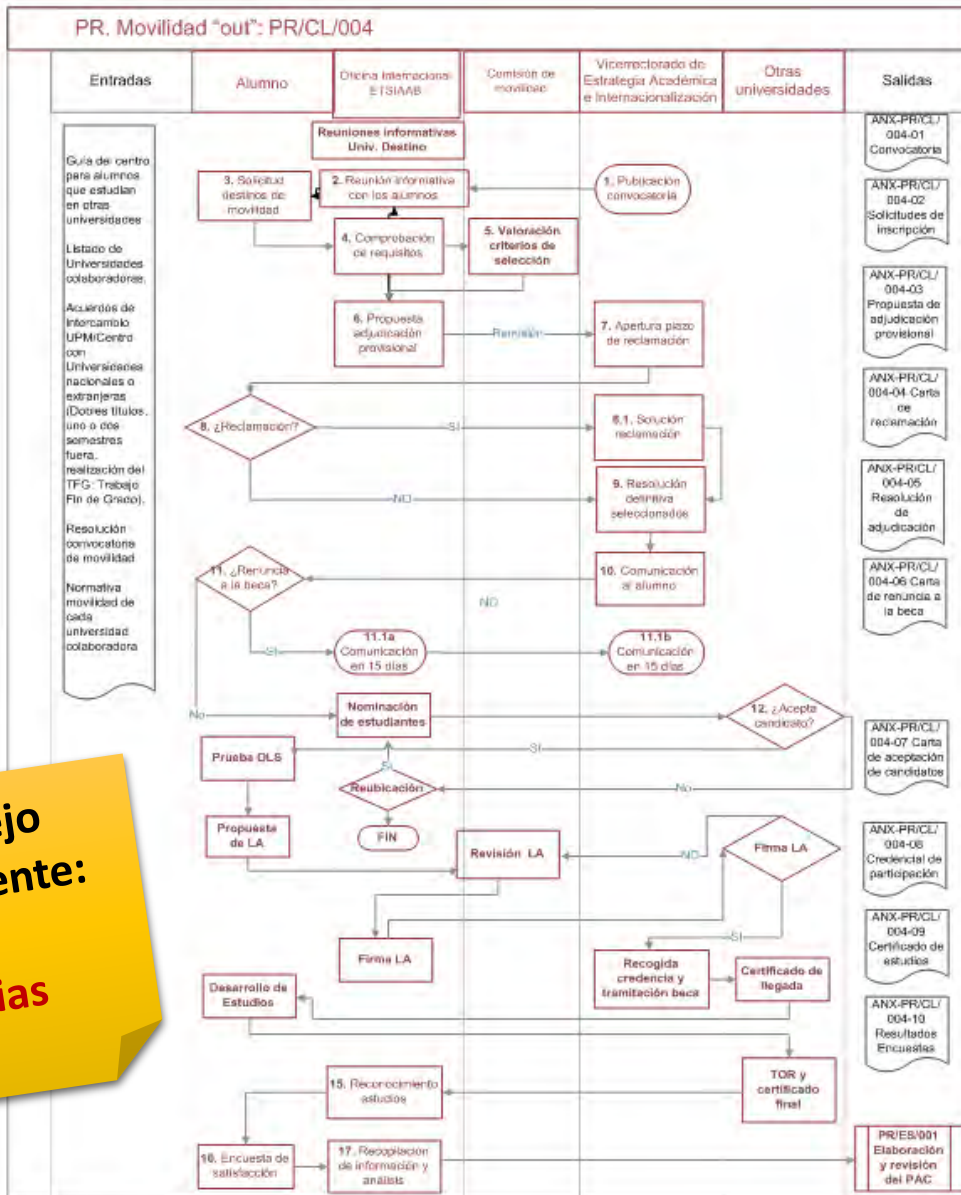 PR. Movilidad “out”: PR/CL/004
Entradas
Alumno
Oficina Internacional
ETSIAAB
Comisión de
movilidad
Vicerrectorado de
Estrategia Académica
e Internacionalización
Otras
universidades
Salidas
Guía del centro
para alumnos
que estudian
en otras
universidades
Listado de
Universidades
colaboradoras.
Acuerdos de
intercambio
UPM/Centro
con
Universidades
nacionales o
extranjeras
(Dobles títulos,
uno o dos
semestres
fuera,
realización del
TFG: Trabajo
Fin de Grado).
Resolución
convocatoria
de movilidad
Normativa
movilidad de
cada
universidad
colaboradora
Reuniones informativas
Univ. Destino
1. Publicación
convocatoria
2. Reunión informativa
con los alumnos
3. Solicitud
destinos de
movilidad
4. Comprobación
de requisitos
5. Valoración
criterios de
selección
6. Propuesta
adjudicación
provisional
Remisión
7. Apertura plazo
de reclamación
8. ¿Reclamación?
SI
8.1. Solución
reclamación
NO
9. Resolución
definitiva
seleccionados
10. Comunicación
al alumno
11. ¿Renuncia
a la beca?
NO
SI
11.1a
Comunicación
en 15 días
11.1b
Comunicación
en 15 días
No
Nominación
de estudiantes
12. ¿Acepta
candidato?
SI
Prueba OLS
Si
Reubicación
No
FIN
Propuesta
de LA
Revisión LA
NO
Firma LA
Firma LA
SI
Recogida
credencia y
tramitación beca
Certificado de
llegada
Desarrollo de
Estudios
TOR y
certificado
final
15. Reconocimiento
estudios
16. Encuesta de
satisfacción
17. Recopilación
de información y
análisis
ANX-PR/CL/
004-01
Convocatoria
ANX-PR/CL/
004-02
Solicitudes de
inscripción
ANX-PR/CL/
004-03
Propuesta de
adjudicación
provisional
ANX-PR/CL/
004-04 Carta
de
reclamación
ANX-PR/CL/
004-05
Resolución
de
adjudicación
ANX-PR/CL/
004-06 Carta
de renuncia a
la beca
ANX-PR/CL/
004-07 Carta
de aceptación
de candidatos
ANX-PR/CL/
004-08
Credencial de
participación
ANX-PR/CL/
004-09
Certificado de
estudios
ANX-PR/CL/
004-10
Resultados
Encuestas
PR/ES/001
Elaboración
y revisión
del PAC
ejo
ente:
ias